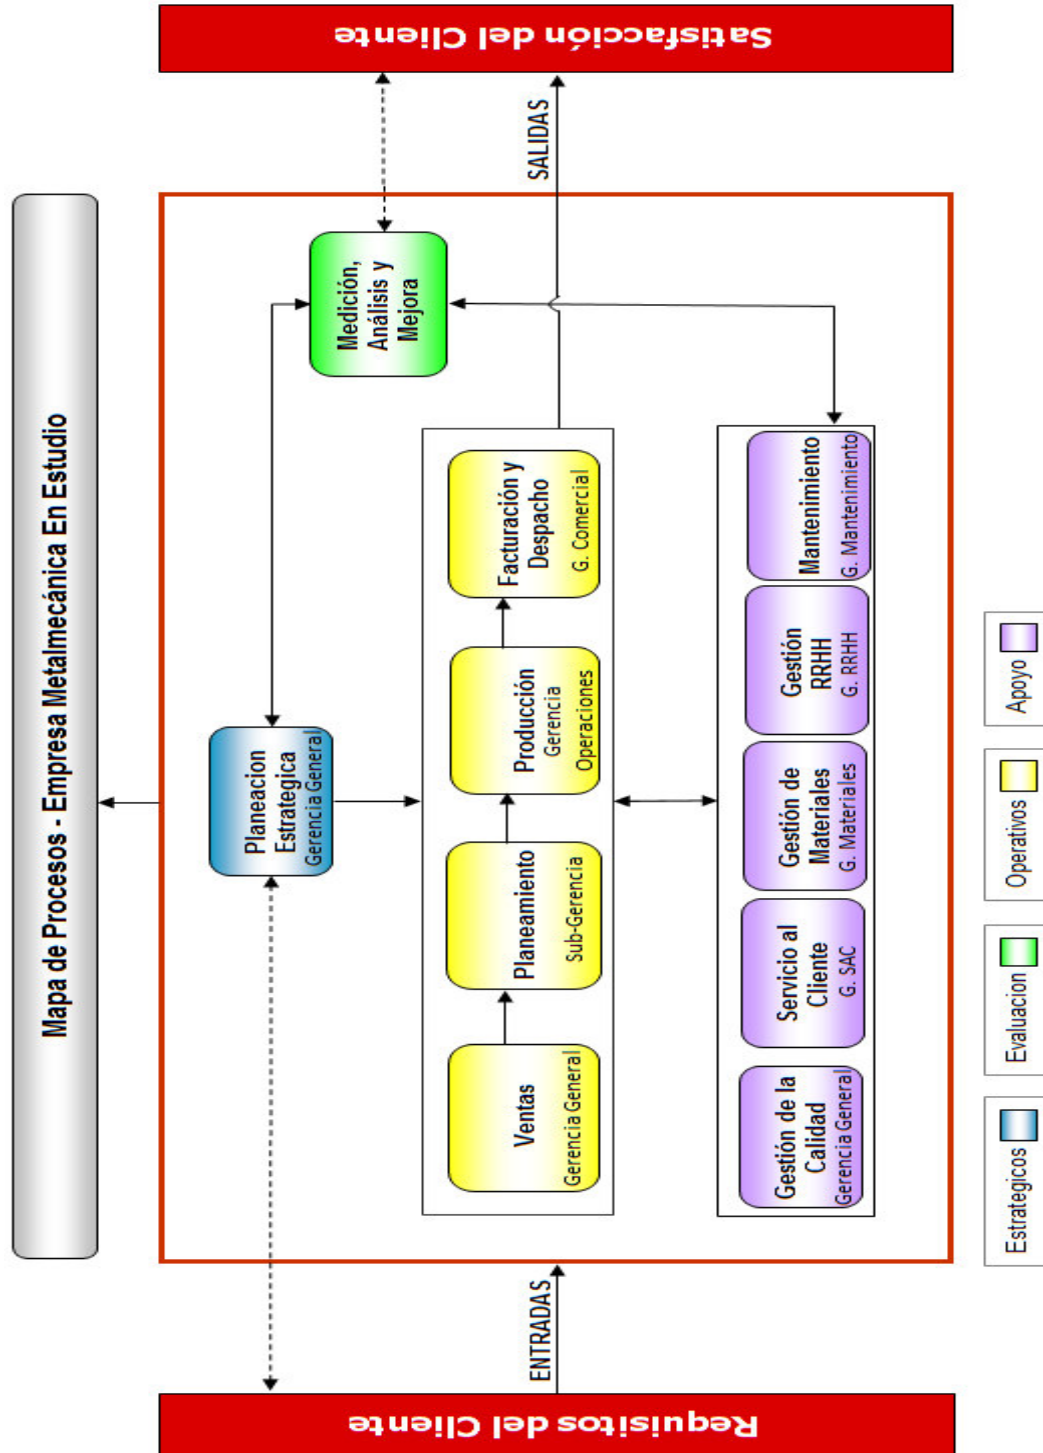 Mapa de Procesos - Empresa Metalmecánica En Estudio
Requisitos del Cliente
ENTRADAS
Planeacion
Estrategica
Gerencia General
Medición,
Análisis y
Mejora
Ventas
Gerencia General
Planeamiento
Sub-Gerencia
Producción
Gerencia
Operaciones
Facturación y
Despacho
G. Comercial
SALIDAS
Satisfacción del Cliente
Gestión de la
Calidad
Gerencia General
Servicio al
Cliente
G. SAC
Gestión de
Materiales
G. Materiales
Gestión
RRHH
G. RRHH
Mantenimiento
G. Mantenimiento
Estrategicos
Evaluacion
Operativos
Apoyo